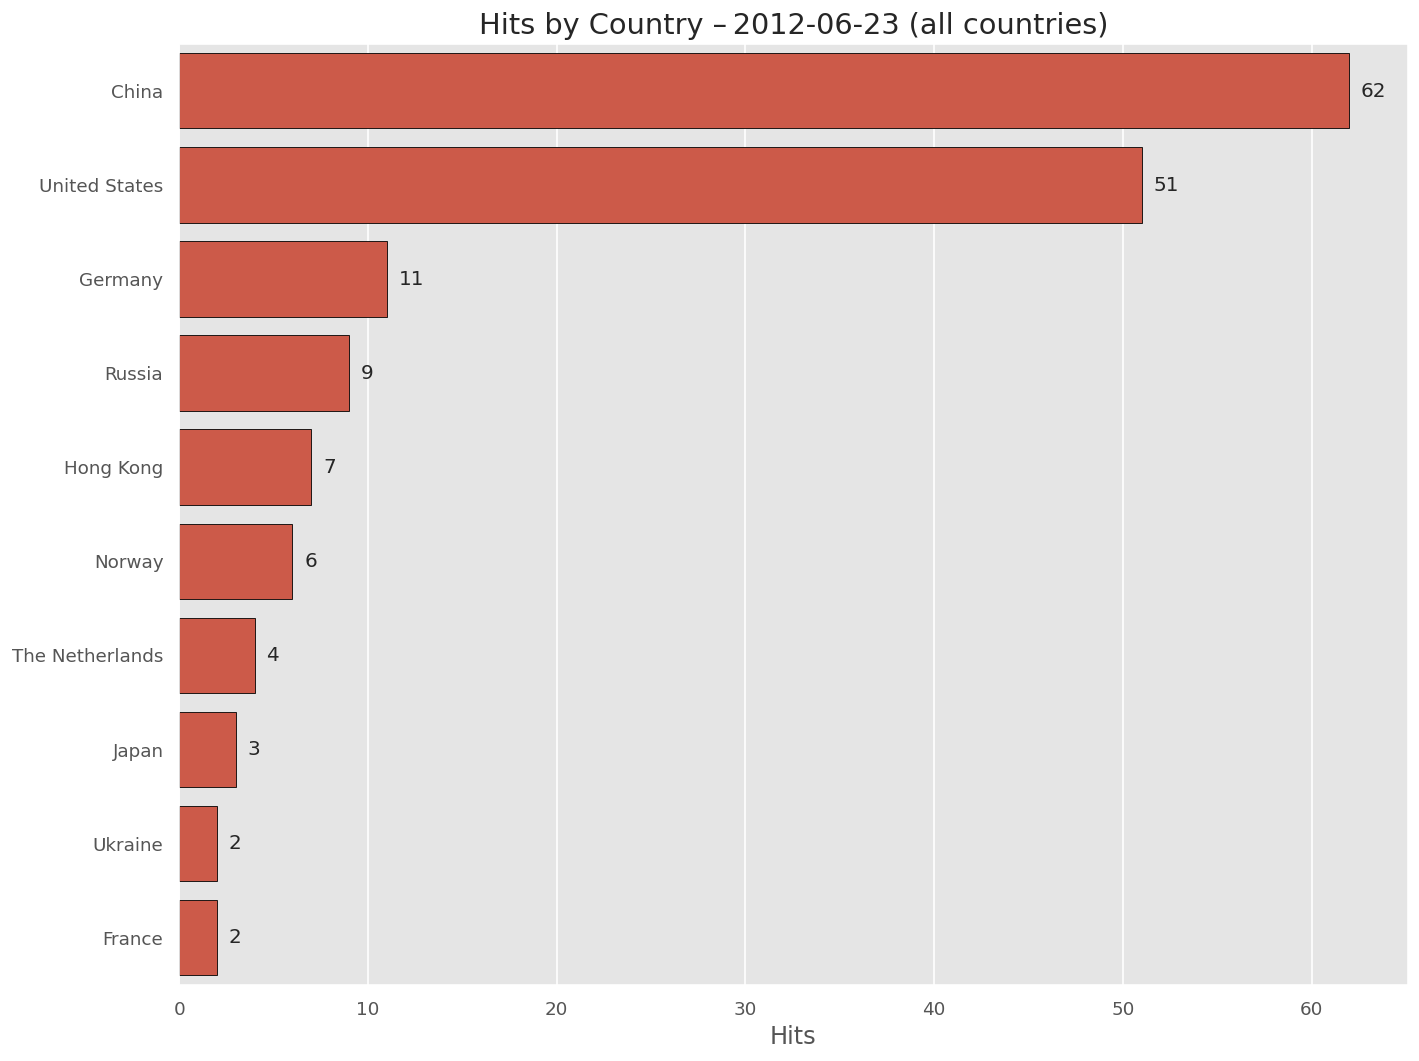 Hits by Country – 2012-06-23 (all countries)
China 62
United States 51
Germany 11
Russia 9
Hong Kong 7
Norway 6
The Netherlands 4
Japan 3
Ukraine 2
France 2
0 10 20 30 40 50 60
Hits